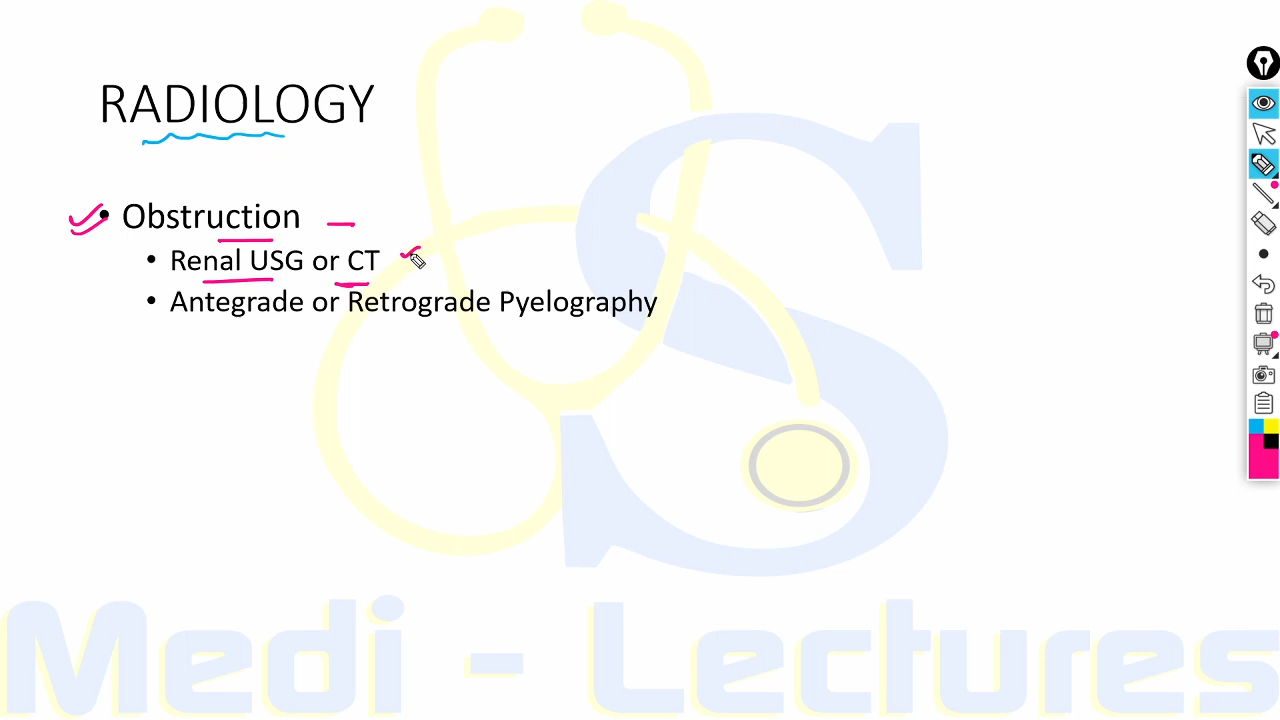 RADIOLOGY
• Obstruction
• Renal USG or CT
• Antegrade or Retrograde Pyelography
S
Medi - Lectures